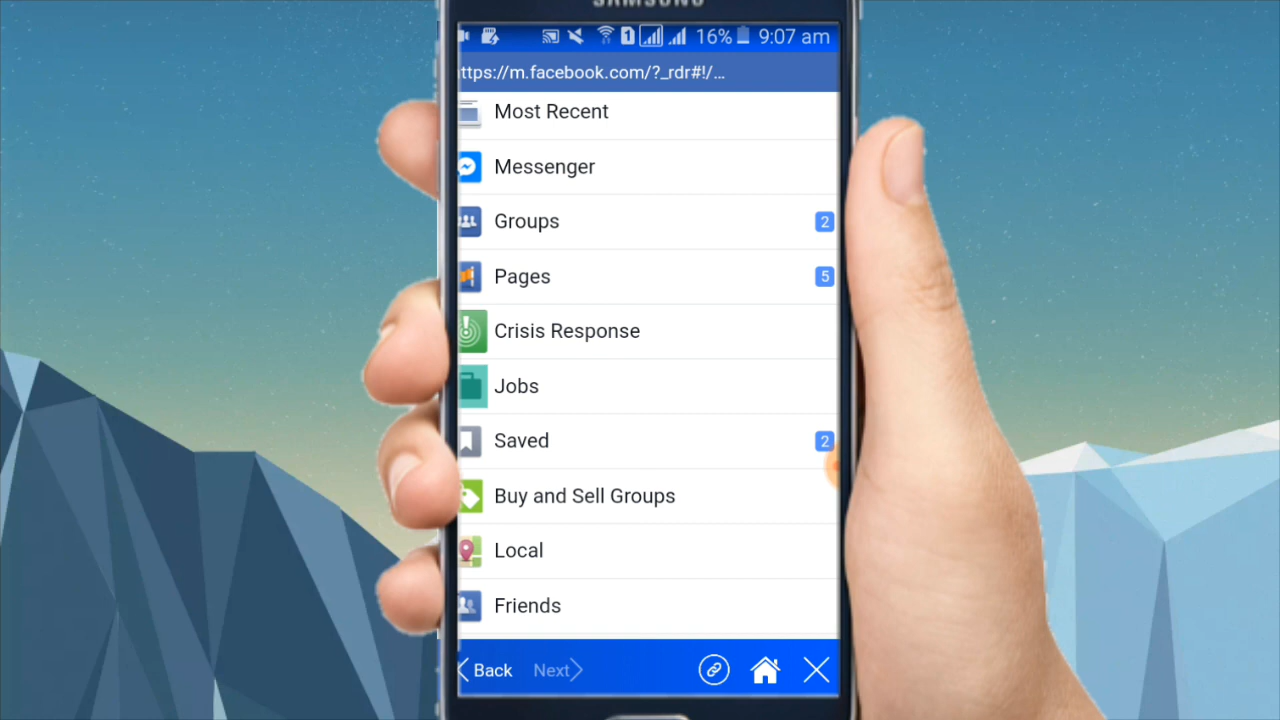 SAMSUNG
1 16% 9:07 am
ttps://m.facebook.com/?_rdr#!/…
Most Recent
Messenger
Groups 2
Pages 5
Crisis Response
Jobs
Saved 2
Buy and Sell Groups
Local
Friends
Back Next